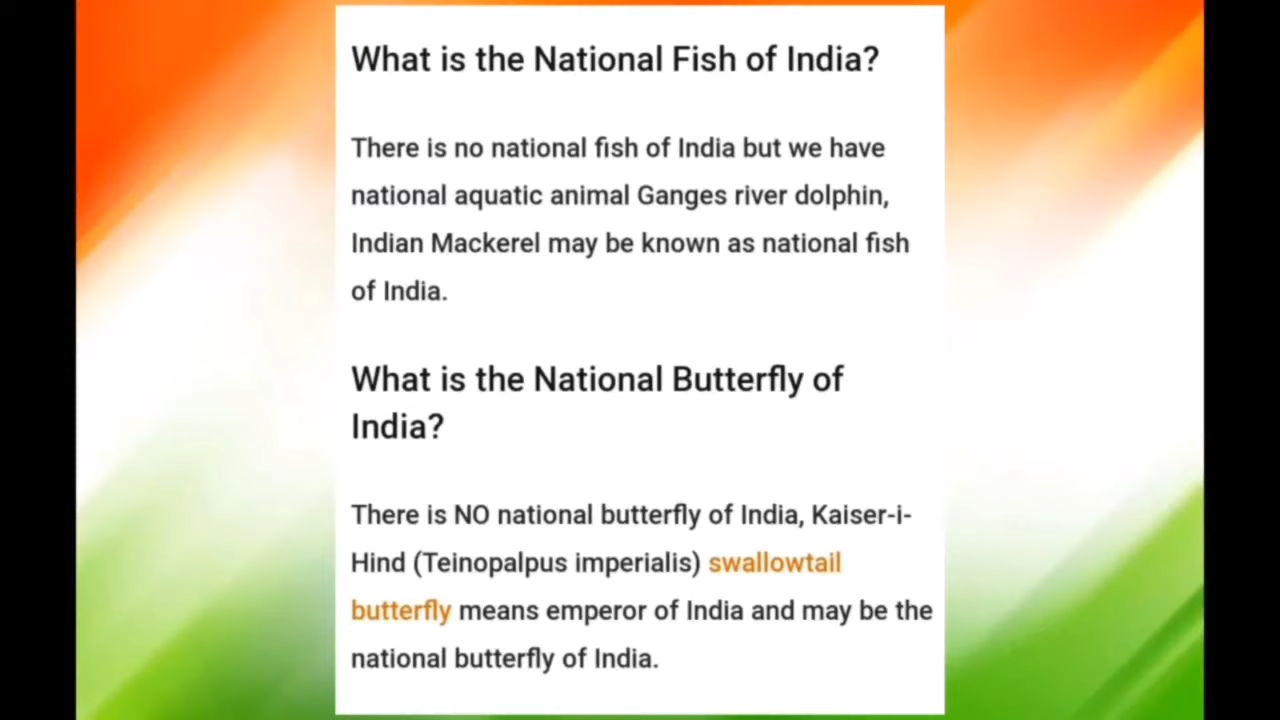 What is the National Fish of India?
There is no national fish of India but we have
national aquatic animal Ganges river dolphin,
Indian Mackerel may be known as national fish
of India.
What is the National Butterfly of
India?
There is NO national butterfly of India, Kaiser-i-
Hind (Teinopalpus imperialis) swallowtail
butterfly means emperor of India and may be the
national butterfly of India.